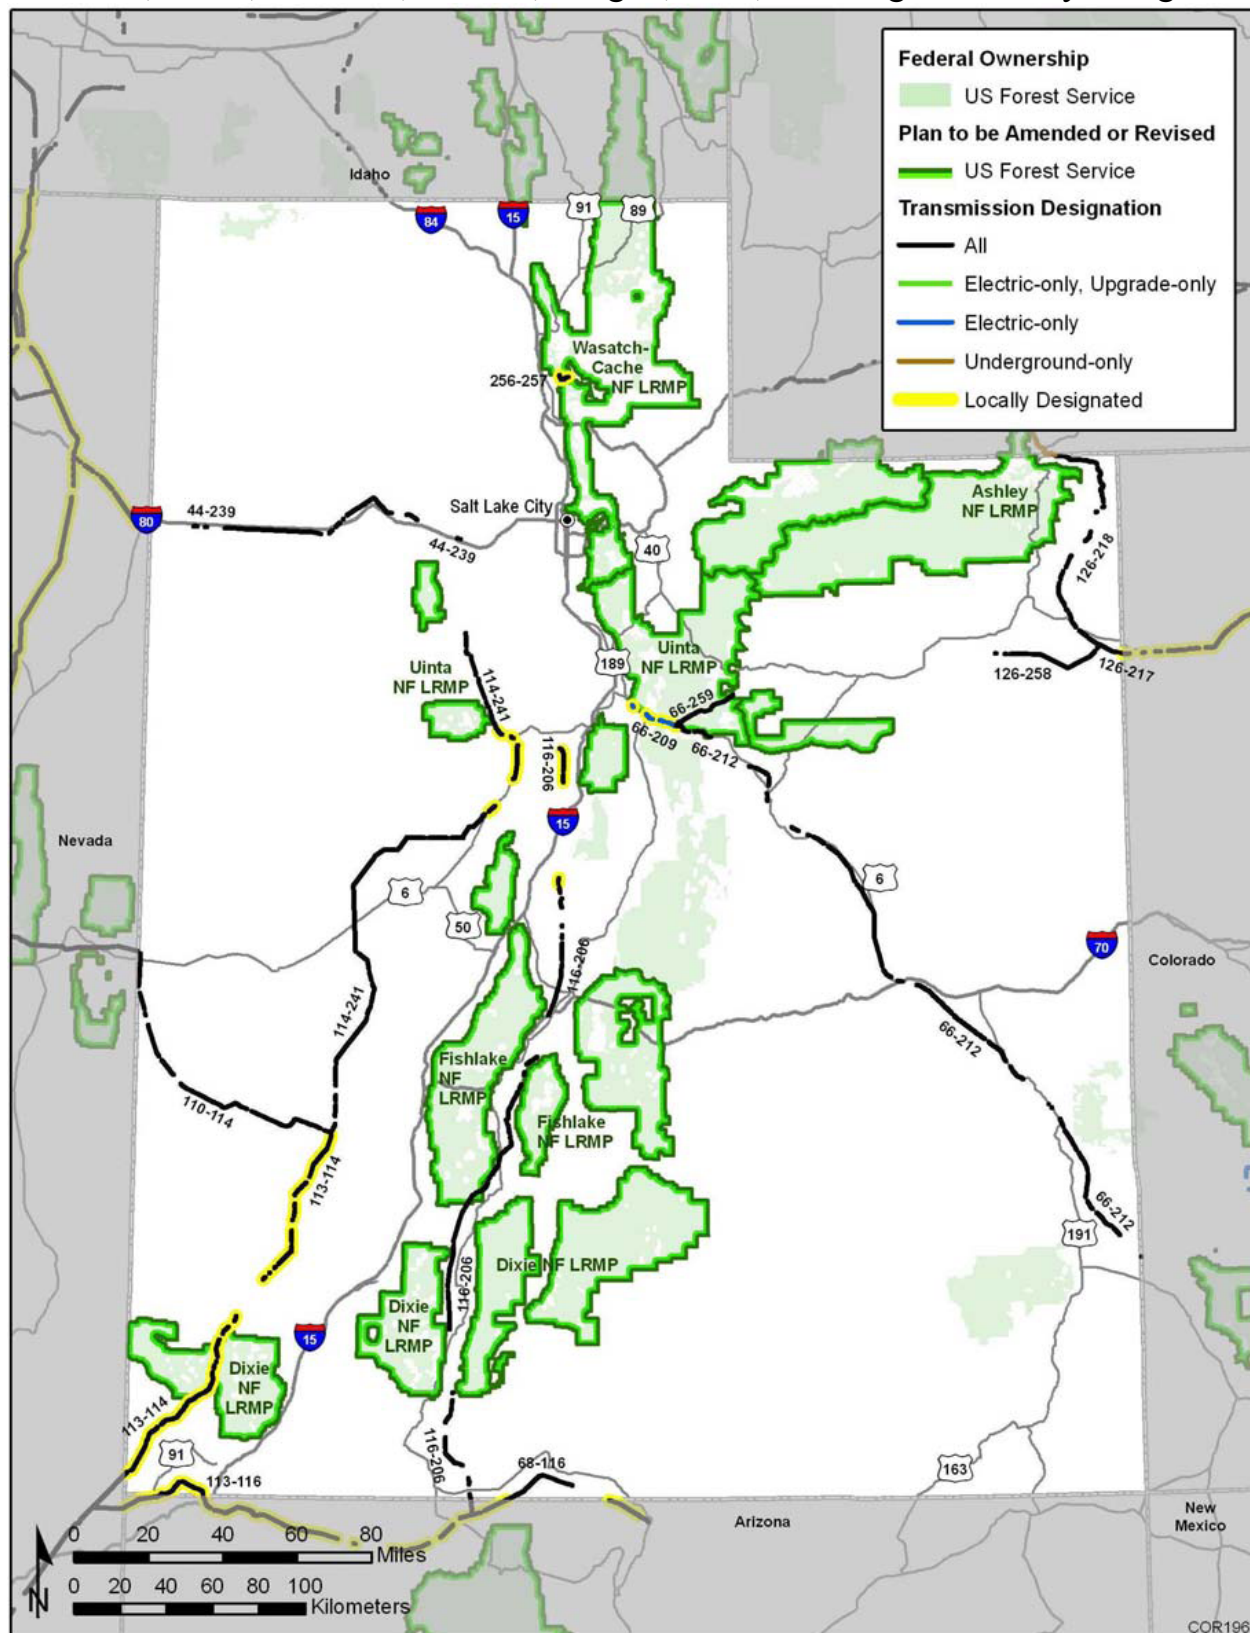 Federal Ownership
US Forest Service
Plan to be Amended or Revised
US Forest Service
Transmission Designation
All
Electric-only, Upgrade-only
Electric-only
Underground-only
Locally Designated
Idaho
84
15
91
89
Wasatch-
Cache
NF LRMP
256-257
80
44-239
44-239
Salt Lake City
40
Ashley
NF LRMP
126-218
126-217
126-258
Uinta
NF LRMP
189
Uinta
NF LRMP
114-241
116-206
66-259
66-209
66-212
15
Nevada
6
50
6
70
Colorado
116-206
114-241
66-212
110-114
Fishlake
NF
LRMP
Fishlake
NF LRMP
113-114
66-212
191
Dixie NF LRMP
116-206
Dixie
NF
LRMP
15
Dixie
NF
LRMP
113-114
91
113-116
116-206
68-116
163
Arizona
New
Mexico
0 20 40 60 80
Miles
0 20 40 60 80 100
Kilometers
N
COR196